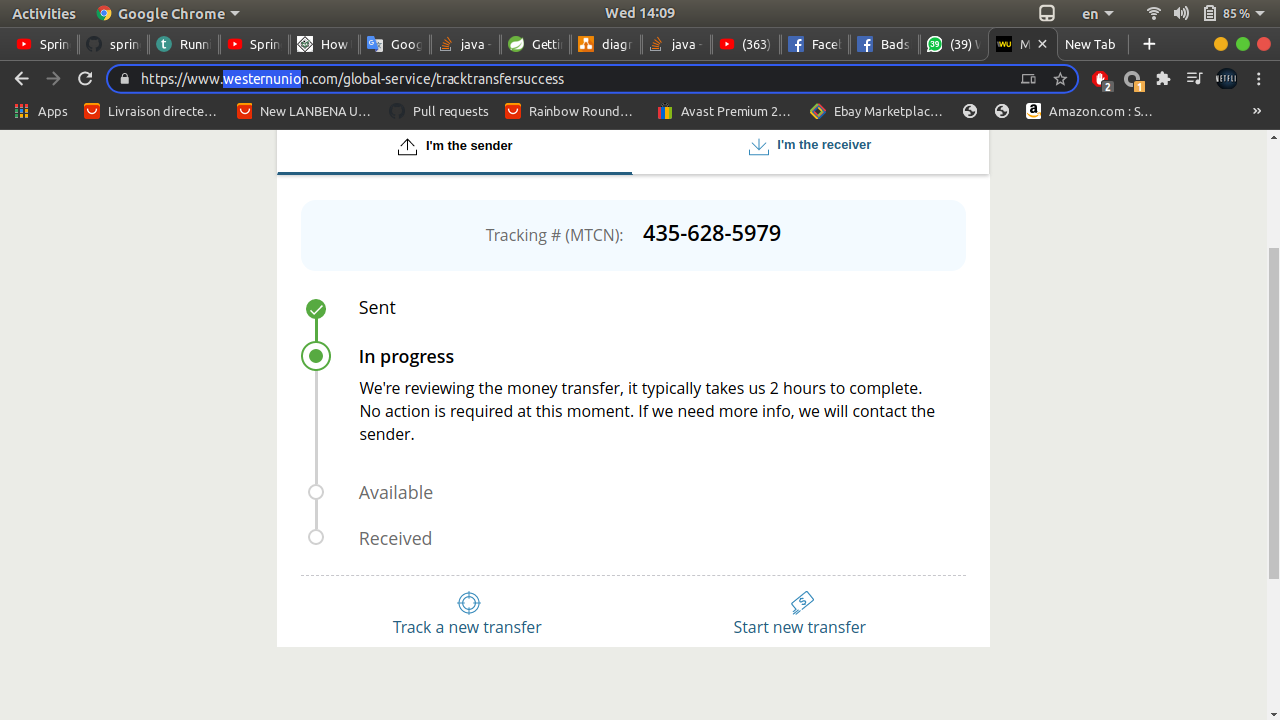 Activities Google Chrome Wed 14:09 en 85 %
Sprin sprin Runn Sprin How Goog java - Getti diagr java - (363) Facel Bads (39) W M New Tab
https://www.westernunion.com/global-service/tracktransfersuccess 2 1
Apps Livraison directe… New LANBENA U… Pull requests Rainbow Round… Avast Premium 2… Ebay Marketplac… Amazon.com : S… »
I'm the sender I'm the receiver
Tracking # (MTCN): 435-628-5979
Sent
In progress
We're reviewing the money transfer, it typically takes us 2 hours to complete.
No action is required at this moment. If we need more info, we will contact the
sender.
Available
Received
Track a new transfer Start new transfer